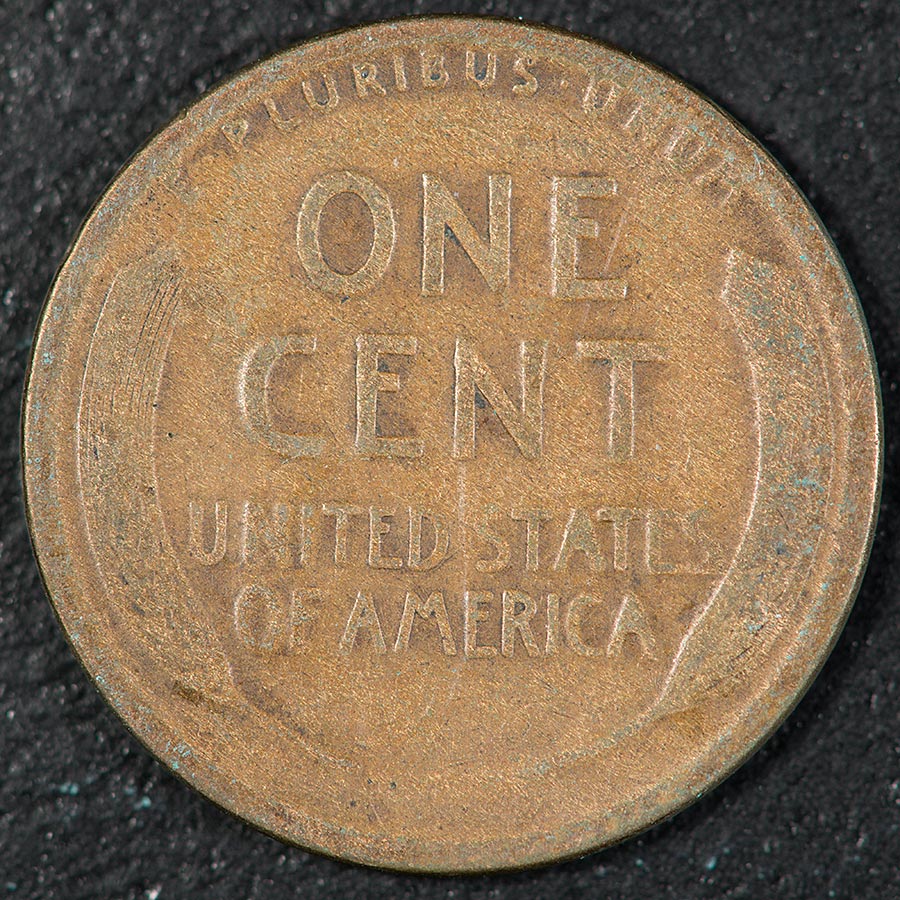 E · PLURIBUS · UNUM
ONE
CENT
UNITED STATES
OF AMERICA